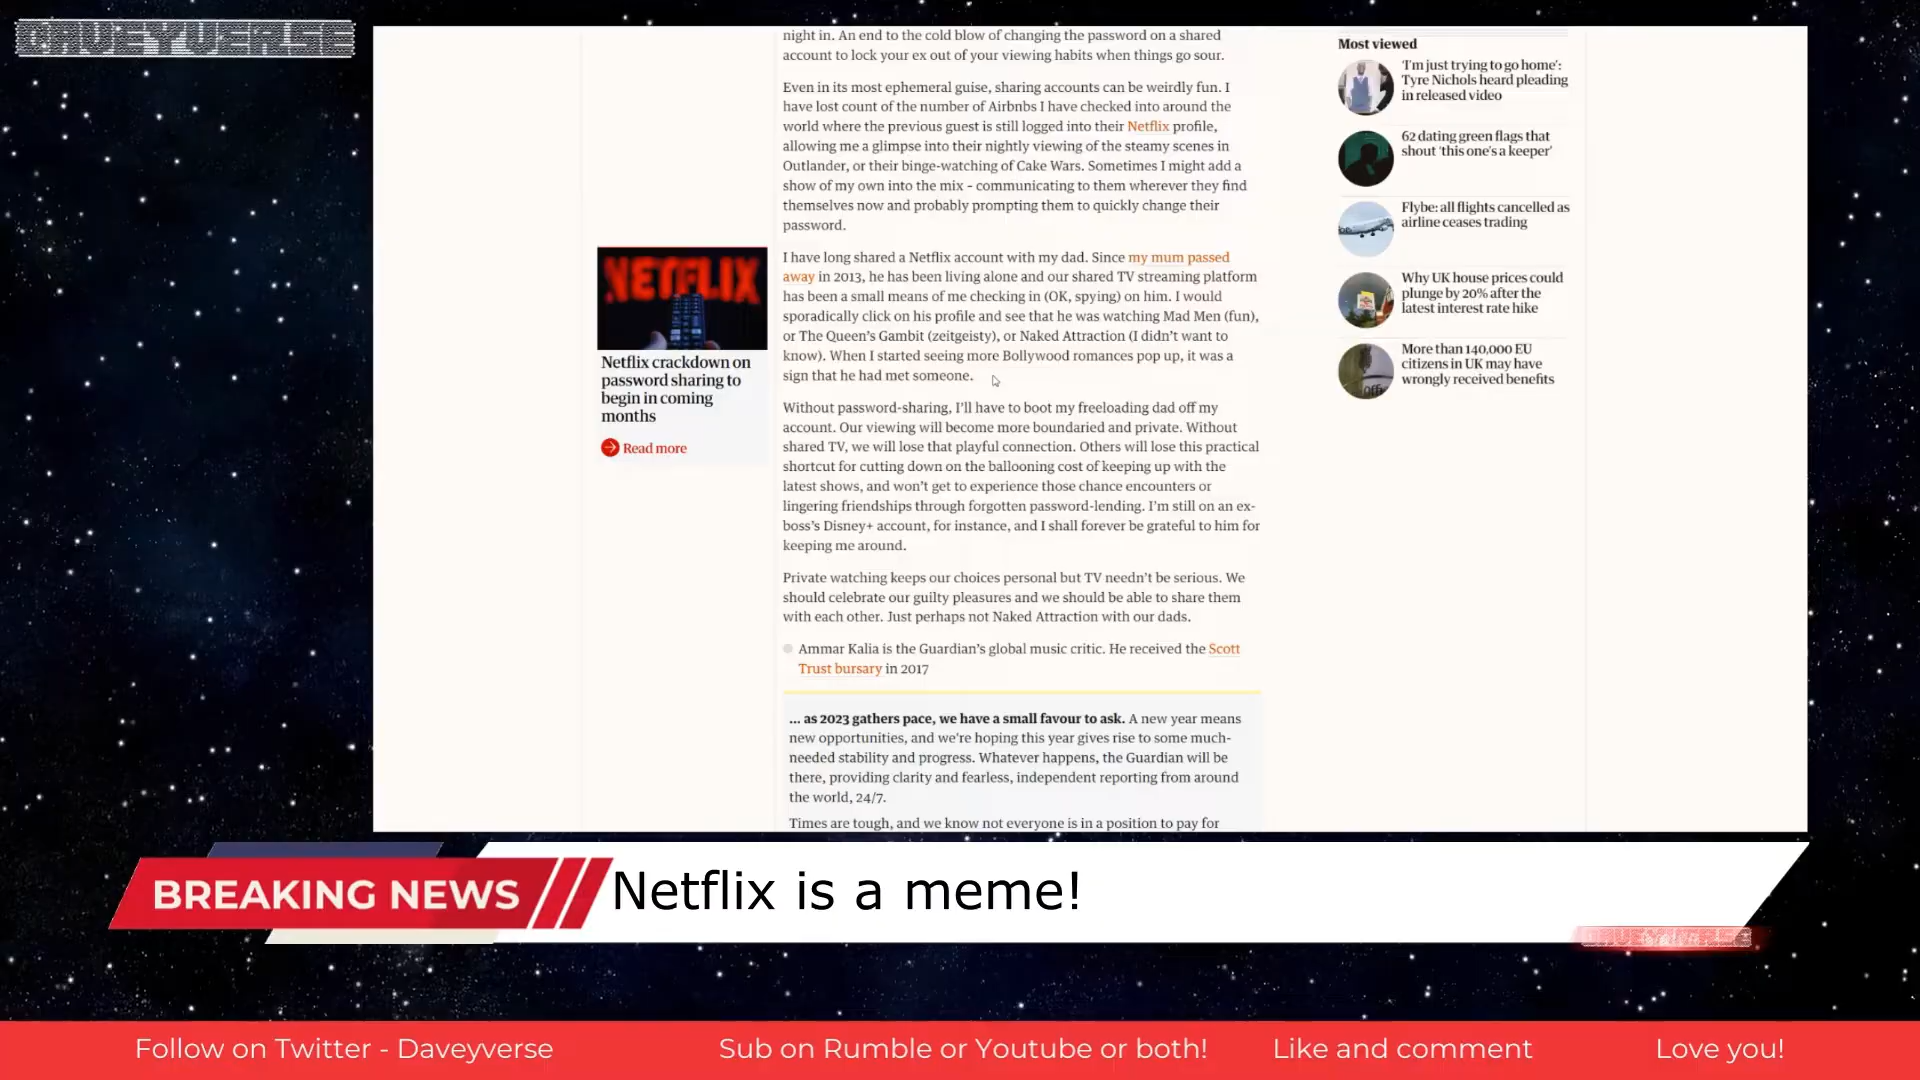 DAVEYVERSE
night in. An end to the cold blow of changing the password on a shared
account to lock your ex out of your viewing habits when things go sour.
Even in its most ephemeral guise, sharing accounts can be weirdly fun. I
have lost count of the number of Airbnbs I have checked into around the
world where the previous guest is still logged into their Netflix profile,
allowing me a glimpse into their nightly viewing of the steamy scenes in
Outlander, or their binge-watching of Cake Wars. Sometimes I might add a
show of my own into the mix – communicating to them wherever they find
themselves now and probably prompting them to quickly change their
password.
I have long shared a Netflix account with my dad. Since my mum passed
away in 2013, he has been living alone and our shared TV streaming platform
has been a small means of me checking in (OK, spying) on him. I would
sporadically click on his profile and see that he was watching Mad Men (fun),
or The Queen's Gambit (zeitgeisty), or Naked Attraction (I didn't want to
know). When I started seeing more Bollywood romances pop up, it was a
sign that he had met someone.
NETFLIX
Netflix crackdown on
password sharing to
begin in coming
months
Read more
Without password-sharing, I'll have to boot my freeloading dad off my
account. Our viewing will become more boundaried and private. Without
shared TV, we will lose that playful connection. Others will lose this practical
shortcut for cutting down on the ballooning cost of keeping up with the
latest shows, and won't get to experience those chance encounters or
lingering friendships through forgotten password-lending. I'm still on an ex-
boss's Disney+ account, for instance, and I shall forever be grateful to him for
keeping me around.
Private watching keeps our choices personal but TV needn't be serious. We
should celebrate our guilty pleasures and we should be able to share them
with each other. Just perhaps not Naked Attraction with our dads.
Ammar Kalia is the Guardian's global music critic. He received the Scott
Trust bursary in 2017
... as 2023 gathers pace, we have a small favour to ask. A new year means
new opportunities, and we're hoping this year gives rise to some much-
needed stability and progress. Whatever happens, the Guardian will be
there, providing clarity and fearless, independent reporting from around
the world, 24/7.
Times are tough, and we know not everyone is in a position to pay for
Most viewed
'I'm just trying to go home':
Tyre Nichols heard pleading
in released video
62 dating green flags that
shout 'this one's a keeper'
Flybe: all flights cancelled as
airline ceases trading
Why UK house prices could
plunge by 20% after the
latest interest rate hike
More than 140,000 EU
citizens in UK may have
wrongly received benefits
BREAKING NEWS
Netflix is a meme!
DAVEYVERSE
Follow on Twitter - Daveyverse
Sub on Rumble or Youtube or both!
Like and comment
Love you!